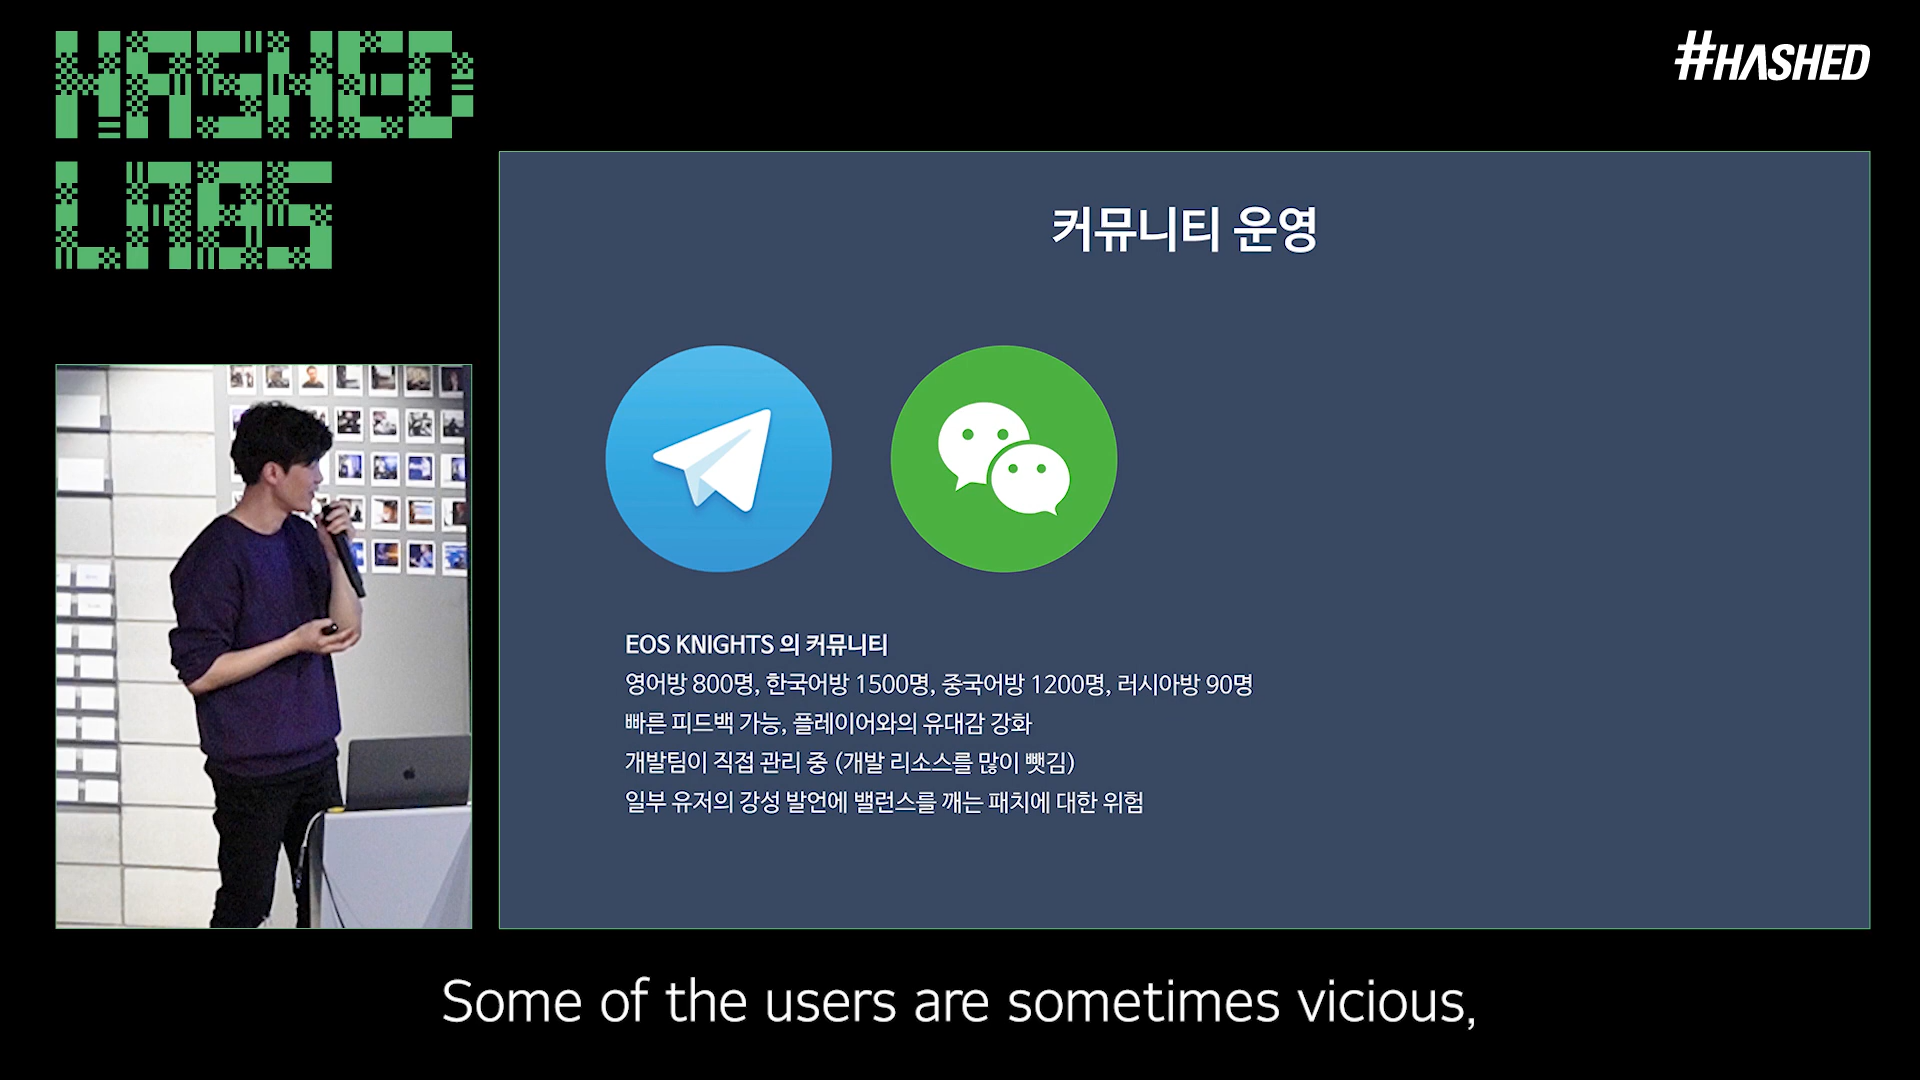 HASHED
LABS
#HASHED
커뮤니티 운영
EOS KNIGHTS 의 커뮤니티
영어방 800명, 한국어방 1500명, 중국어방 1200명, 러시아방 90명
빠른 피드백 가능, 플레이어와의 유대감 강화
개발팀이 직접 관리 중 (개발 리소스를 많이 뺏김)
일부 유저의 강성 발언에 밸런스를 깨는 패치에 대한 위험
Some of the users are sometimes vicious,